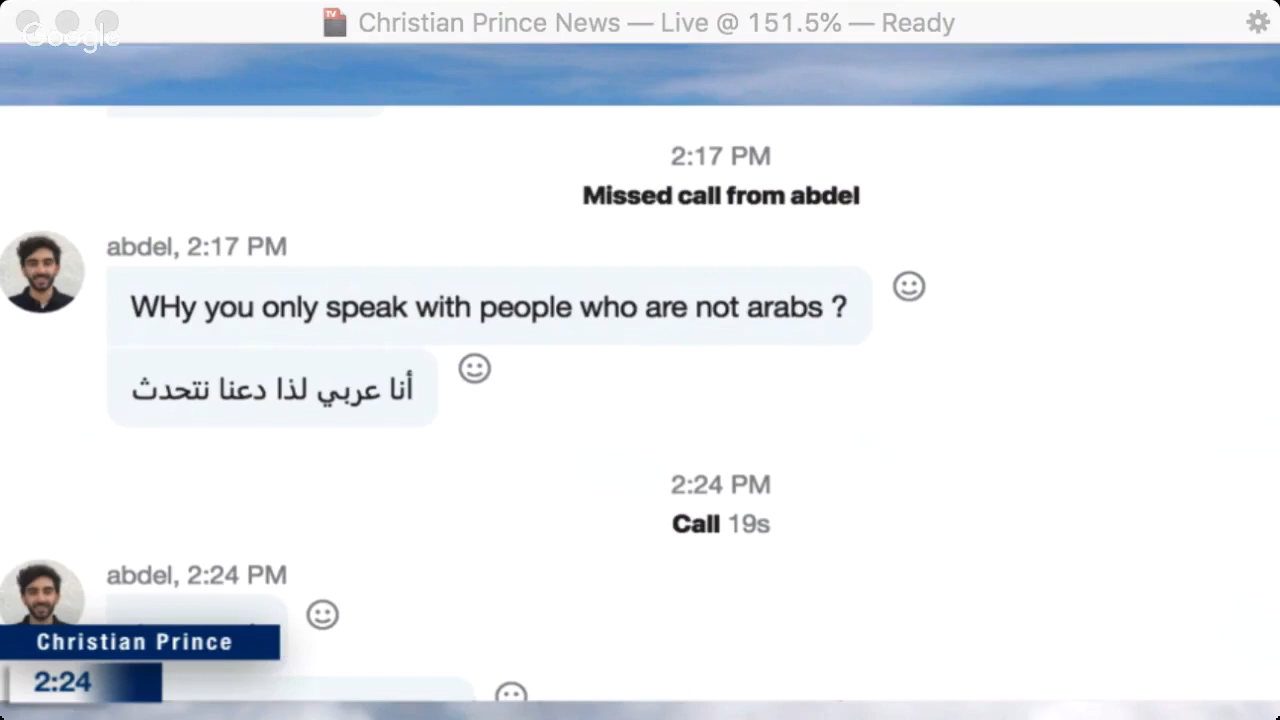 Google
Christian Prince News — Live @ 151.5% — Ready
2:17 PM
Missed call from abdel
abdel, 2:17 PM
WHy you only speak with people who are not arabs ?
أنا عربي لذا دعنا نتحدث
2:24 PM
Call 19s
abdel, 2:24 PM
Christian Prince
2:24